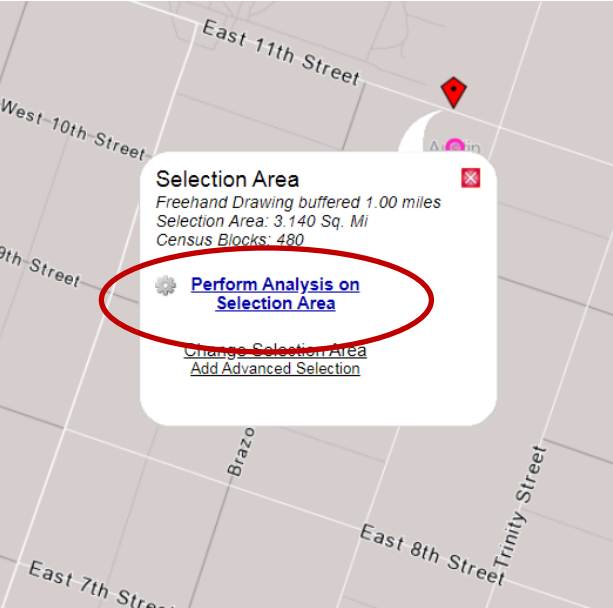 East 11th Street
West 10th Street
Austin
Selection Area
Freehand Drawing buffered 1.00 miles
Selection Area: 3.140 Sq. Mi
Census Blocks: 480
9th Street
Perform Analysis on
Selection Area
Change Selection Area
Add Advanced Selection
Brazo
Trinity Street
East 8th Street
East 7th Stre